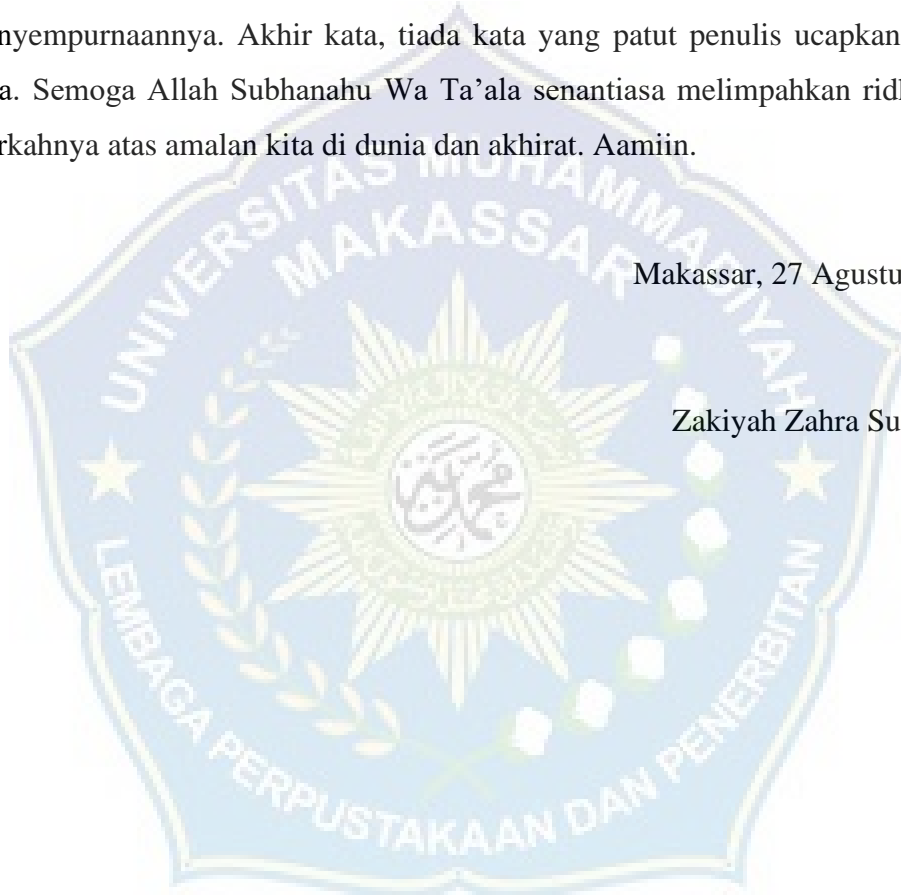 nyempurnaannya. Akhir kata, tiada kata yang patut penulis ucapkan
a. Semoga Allah Subhanahu Wa Ta’ala senantiasa melimpahkan ridh
rkahnya atas amalan kita di dunia dan akhirat. Aamiin.
UNIVERSITAS MUHAMMADIYAH
MAKASSAR
Makassar, 27 Agustu
Zakiyah Zahra Su
محمدية
LEMBAGA PERPUSTAKAAN DAN PENERBITAN